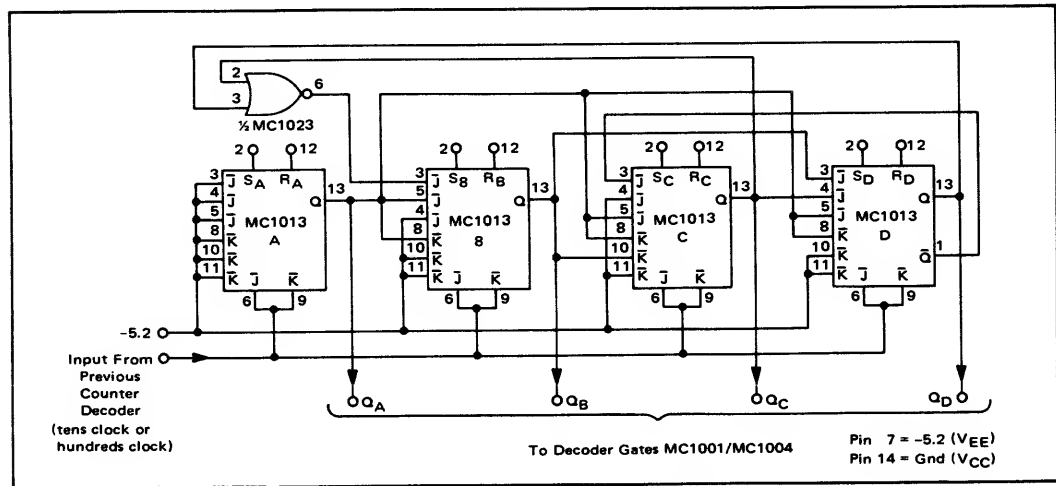 2
3
6
½ MC1023
2 12
S_A R_A
3 J̅
4 J̅
5 J̅
8 K̅
10 K̅
11 K̅
Q 13
MC1013
A
J̅ K̅
6 9
2 12
S_8 R_B
3 J̅
5 J̅
4 J̅
8 K̅
10 K̅
11 K̅
Q 13
MC1013
8
J̅ K̅
6 9
2 12
S_C R_C
3 J̅
4 J̅
5 J̅
8 K̅
10 K̅
11 K̅
Q 13
MC1013
C
J̅ K̅
6 9
2 12
S_D R_D
3 J̅
4 J̅
5 J̅
8 K̅
10 K̅
11 K̅
Q 13
Q̅ 1
MC1013
D
J̅ K̅
6 9
-5.2
Input From
Previous
Counter
Decoder
(tens clock or
hundreds clock)
Q_A
Q_B
Q_C
Q_D
To Decoder Gates MC1001/MC1004
Pin 7 = -5.2 (V_EE)
Pin 14 = Gnd (V_CC)